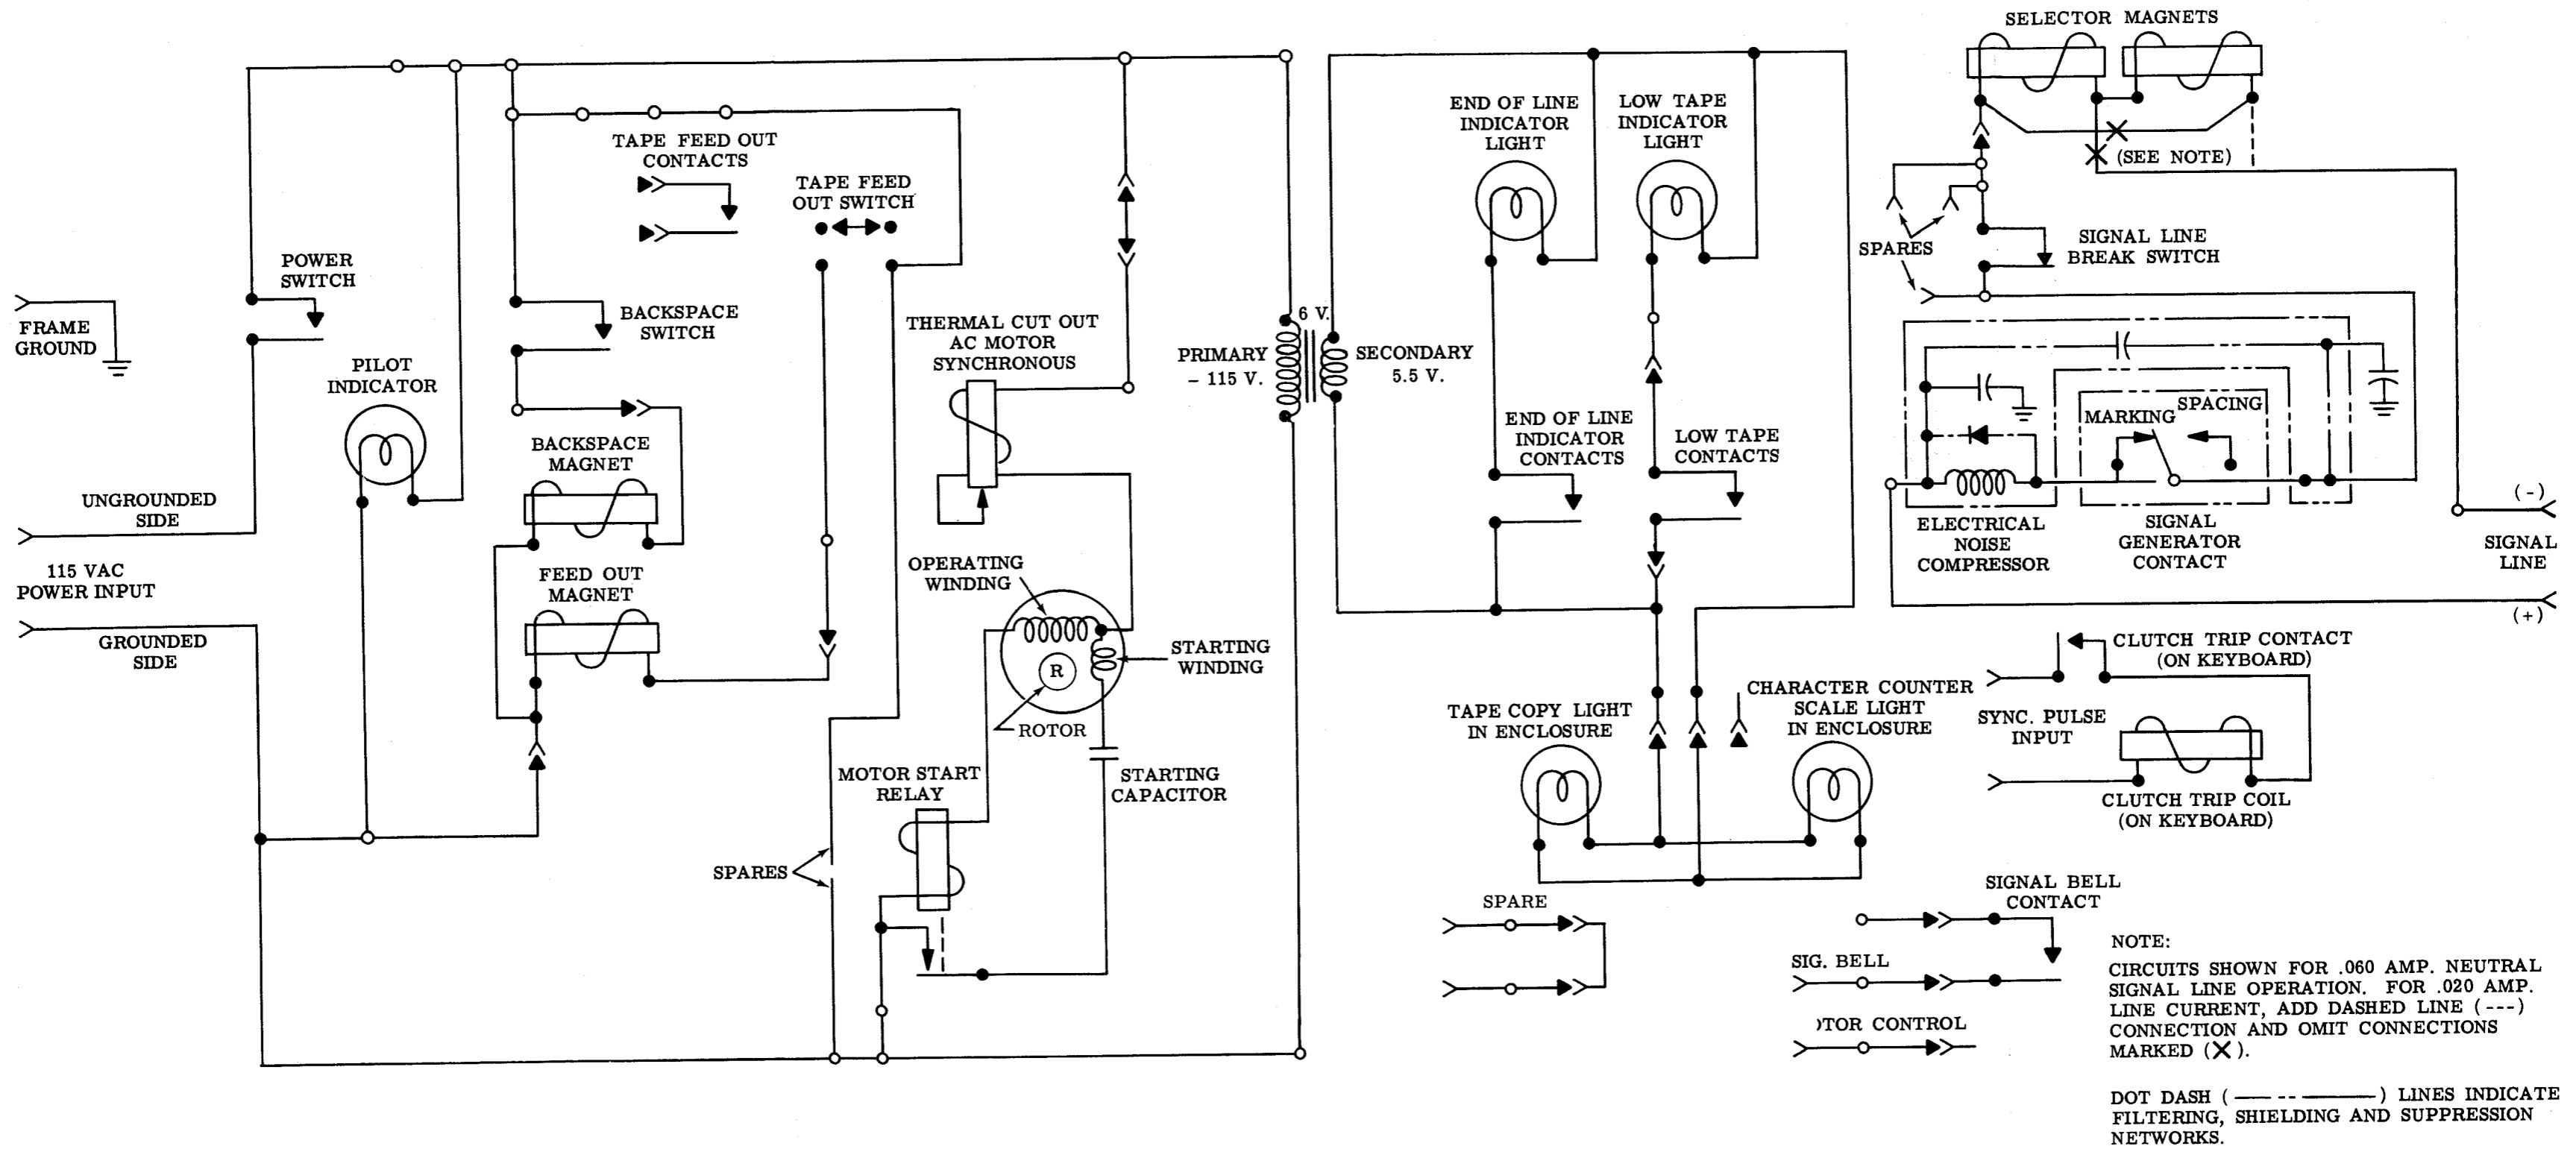 SELECTOR MAGNETS
END OF LINE
INDICATOR
LIGHT
LOW TAPE
INDICATOR
LIGHT
TAPE FEED OUT
CONTACTS
TAPE FEED
OUT SWITCH
(SEE NOTE)
SPARES
SIGNAL LINE
BREAK SWITCH
POWER
SWITCH
FRAME
GROUND
BACKSPACE
SWITCH
THERMAL CUT OUT
AC MOTOR
SYNCHRONOUS
6 V.
PRIMARY
- 115 V.
SECONDARY
5.5 V.
PILOT
INDICATOR
BACKSPACE
MAGNET
END OF LINE
INDICATOR
CONTACTS
LOW TAPE
CONTACTS
MARKING
SPACING
UNGROUNDED
SIDE
115 VAC
POWER INPUT
GROUNDED
SIDE
FEED OUT
MAGNET
OPERATING
WINDING
STARTING
WINDING
R
ROTOR
ELECTRICAL
NOISE
COMPRESSOR
SIGNAL
GENERATOR
CONTACT
(-)
SIGNAL
LINE
(+)
CLUTCH TRIP CONTACT
(ON KEYBOARD)
SYNC. PULSE
INPUT
CLUTCH TRIP COIL
(ON KEYBOARD)
TAPE COPY LIGHT
IN ENCLOSURE
CHARACTER COUNTER
SCALE LIGHT
IN ENCLOSURE
MOTOR START
RELAY
STARTING
CAPACITOR
SPARES
SPARE
SIGNAL BELL
CONTACT
SIG. BELL
OTOR CONTROL
NOTE:
CIRCUITS SHOWN FOR .060 AMP. NEUTRAL
SIGNAL LINE OPERATION. FOR .020 AMP.
LINE CURRENT, ADD DASHED LINE (---)
CONNECTION AND OMIT CONNECTIONS
MARKED (X).
DOT DASH ( —— -- —— ) LINES INDICATE
FILTERING, SHIELDING AND SUPPRESSION
NETWORKS.